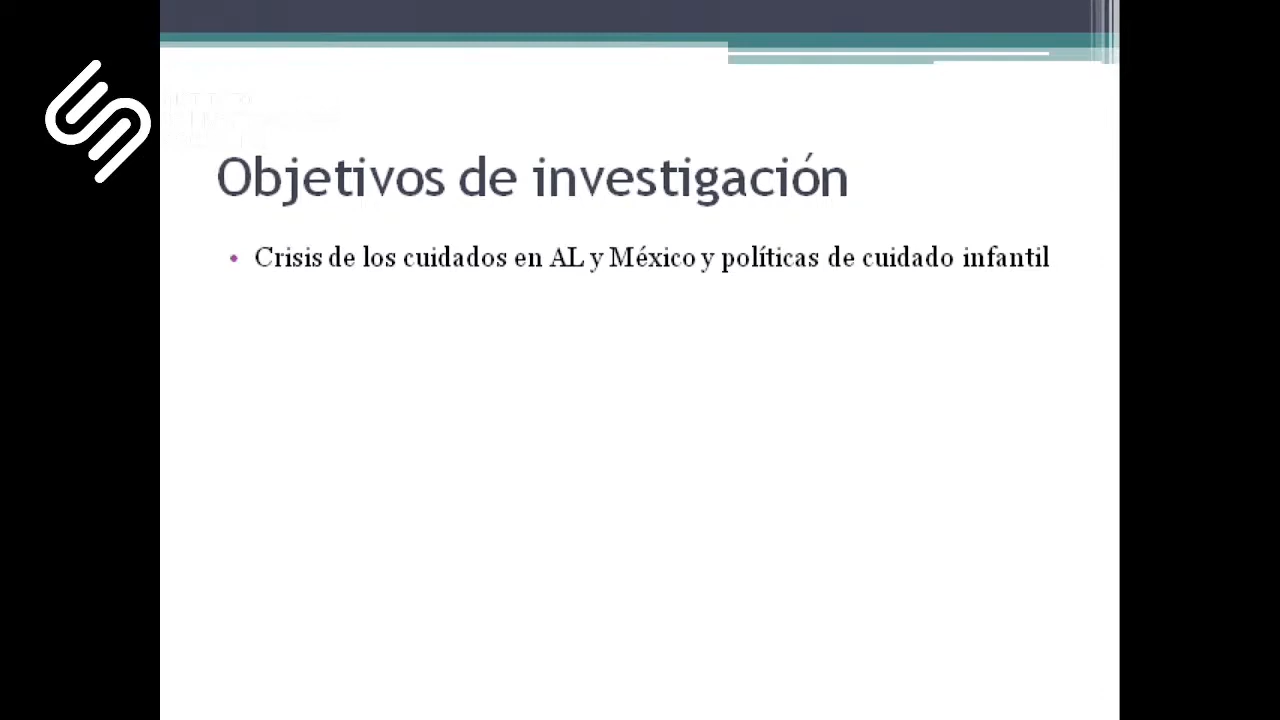 Objetivos de investigación
• Crisis de los cuidados en AL y México y políticas de cuidado infantil